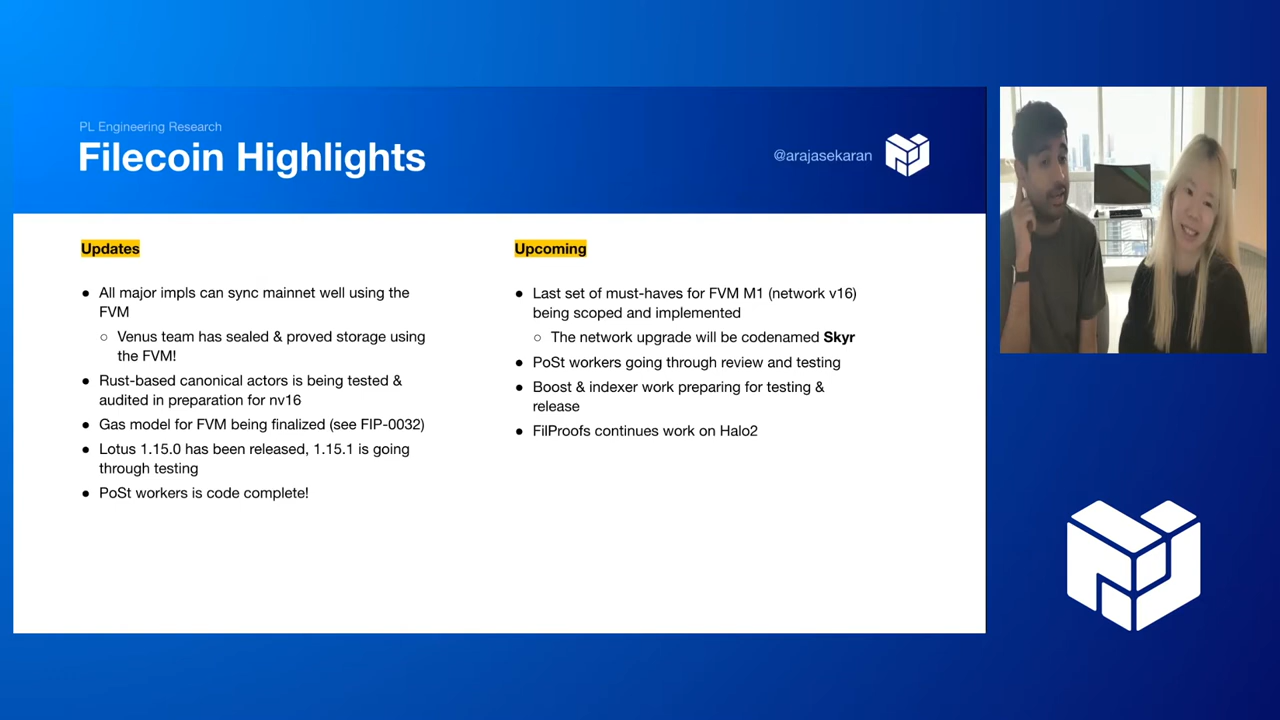 PL Engineering Research
Filecoin Highlights
@arajasekaran
Updates
● All major impls can sync mainnet well using the
FVM
○ Venus team has sealed & proved storage using
the FVM!
● Rust-based canonical actors is being tested &
audited in preparation for nv16
● Gas model for FVM being finalized (see FIP-0032)
● Lotus 1.15.0 has been released, 1.15.1 is going
through testing
● PoSt workers is code complete!
Upcoming
● Last set of must-haves for FVM M1 (network v16)
being scoped and implemented
○ The network upgrade will be codenamed Skyr
● PoSt workers going through review and testing
● Boost & indexer work preparing for testing &
release
● FilProofs continues work on Halo2